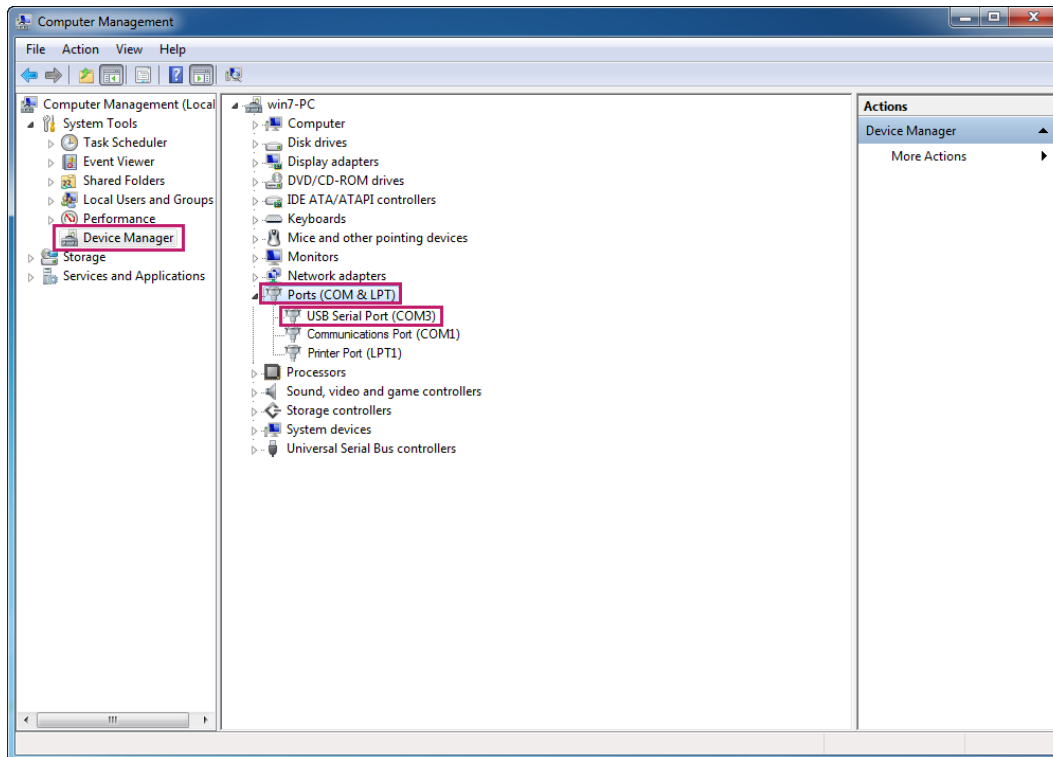 Computer Management
File Action View Help
Computer Management (Local
System Tools
Task Scheduler
Event Viewer
Shared Folders
Local Users and Groups
Performance
Device Manager
Storage
Services and Applications
win7-PC
Computer
Disk drives
Display adapters
DVD/CD-ROM drives
IDE ATA/ATAPI controllers
Keyboards
Mice and other pointing devices
Monitors
Network adapters
Ports (COM & LPT)
USB Serial Port (COM3)
Communications Port (COM1)
Printer Port (LPT1)
Processors
Sound, video and game controllers
Storage controllers
System devices
Universal Serial Bus controllers
Actions
Device Manager
More Actions